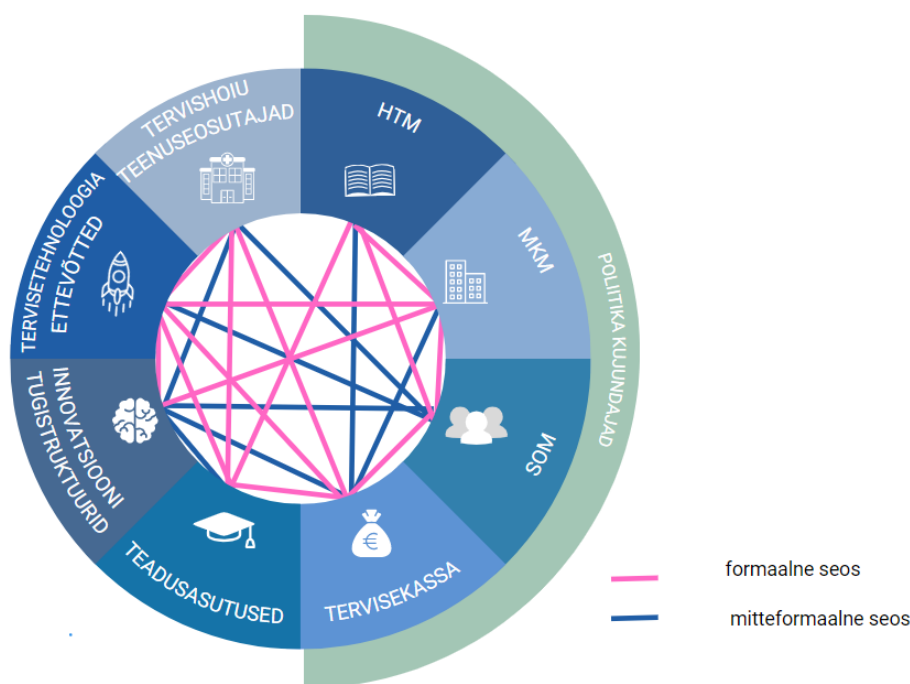 TERVISHOIU
TEENUSEOSUTAJAD
HTM
MKM
POLIITIKA KUJUNDAJAD
SOM
TERVISEKASSA
€
TEADUSASUTUSED
INNOVATSIOONI
TUGISTRUKTUURID
TERVISETEHNOLOOGIA
ETTEVÕTTED
formaalne seos
mitteformaalne seos